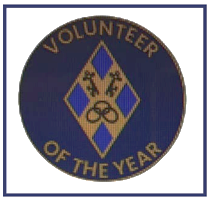 VOLUNTEER
OF THE YEAR